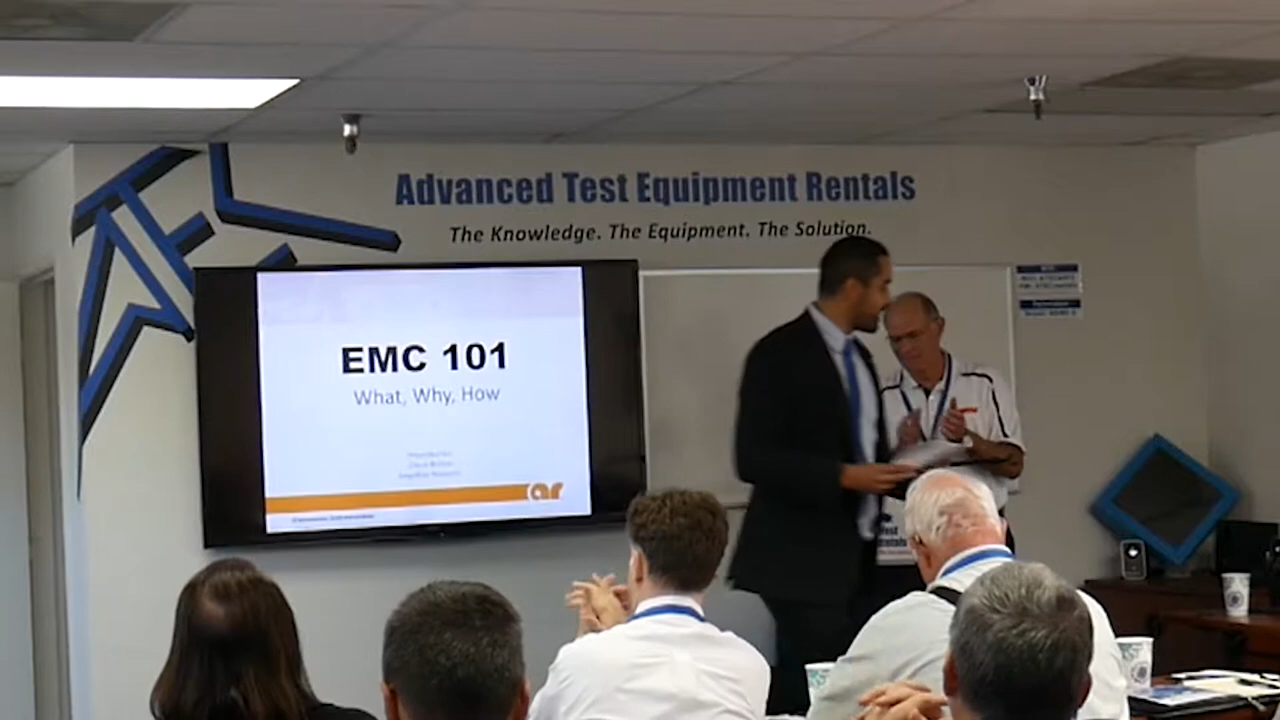 Advanced Test Equipment Rentals
The Knowledge. The Equipment. The Solution.
EMC 101
What, Why, How
ar